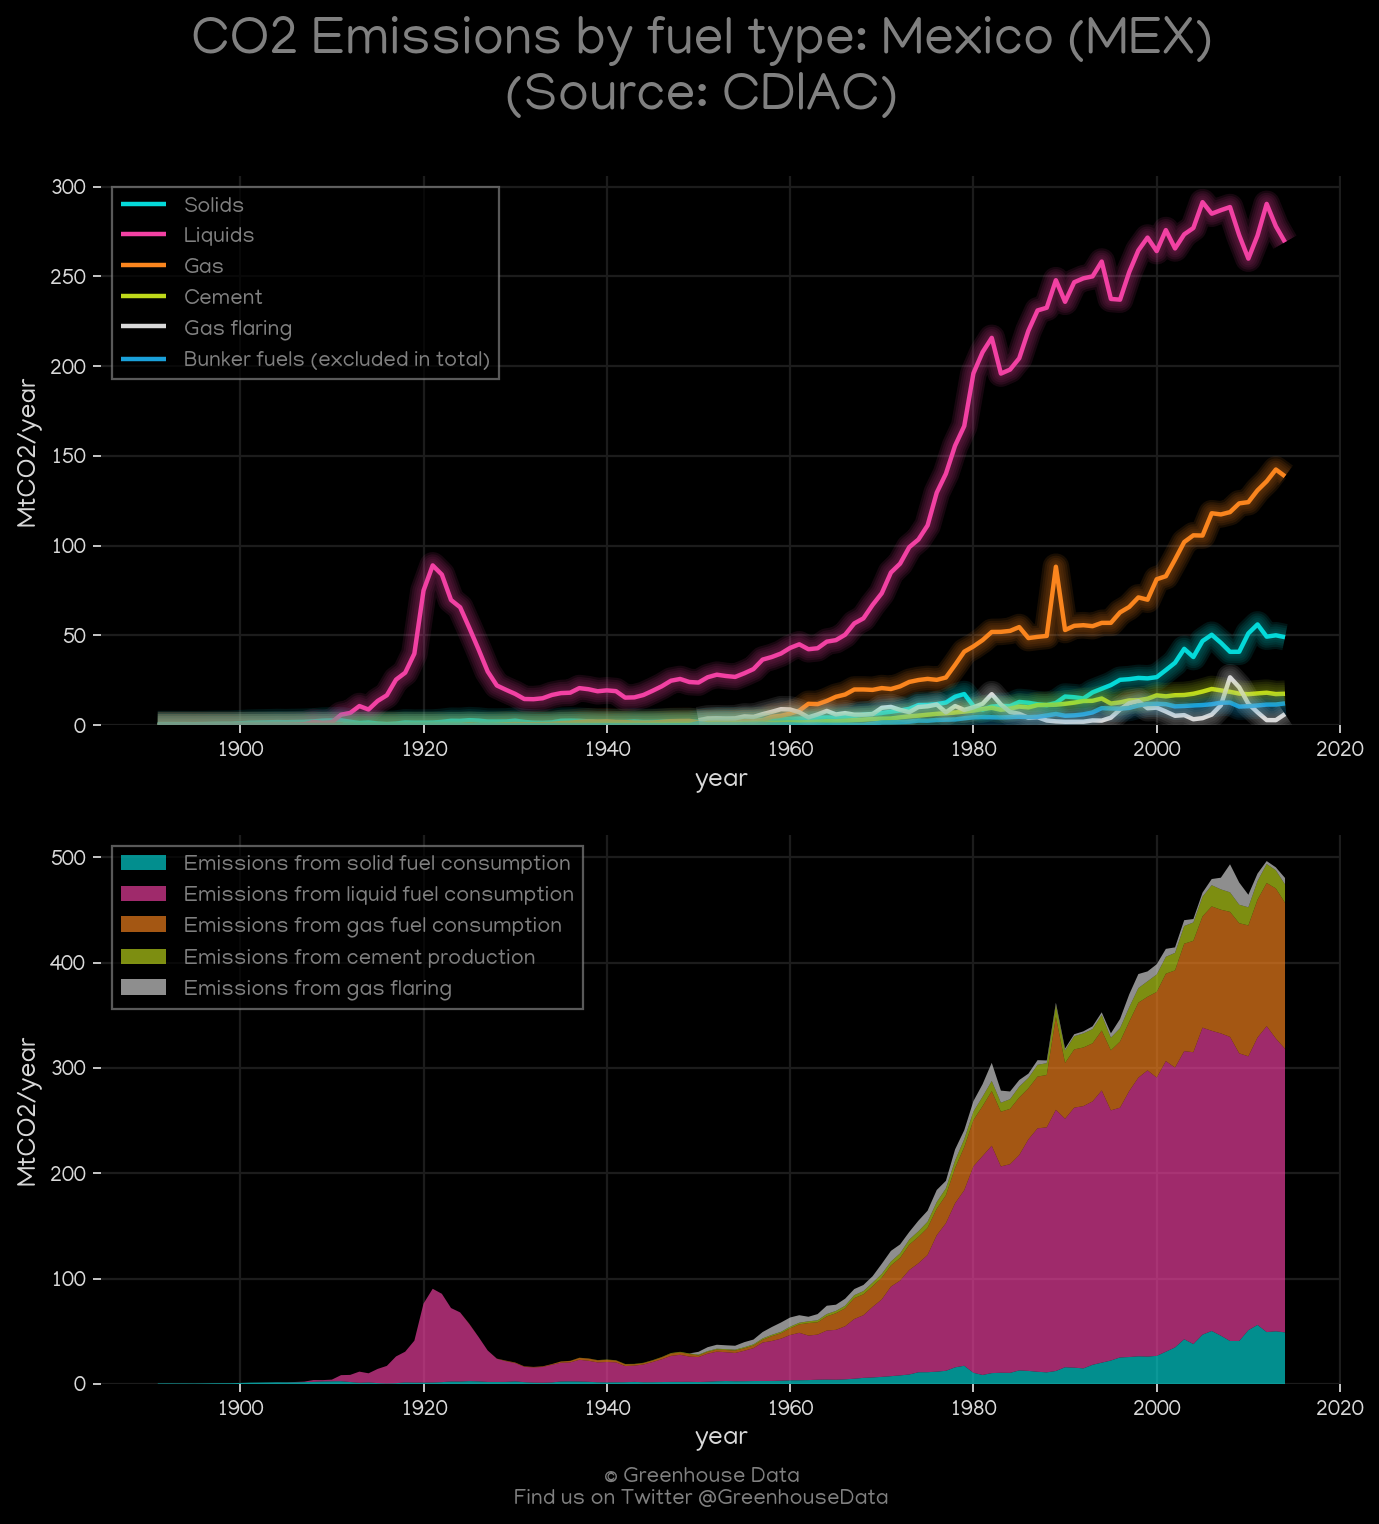 CO2 Emissions by fuel type: Mexico (MEX)
(Source: CDIAC)
300
250
200
150
100
50
0
MtCO2/year
Solids
Liquids
Gas
Cement
Gas flaring
Bunker fuels (excluded in total)
1900 1920 1940 1960 1980 2000 2020
year
500
400
300
200
100
0
MtCO2/year
Emissions from solid fuel consumption
Emissions from liquid fuel consumption
Emissions from gas fuel consumption
Emissions from cement production
Emissions from gas flaring
1900 1920 1940 1960 1980 2000 2020
year
© Greenhouse Data
Find us on Twitter @GreenhouseData